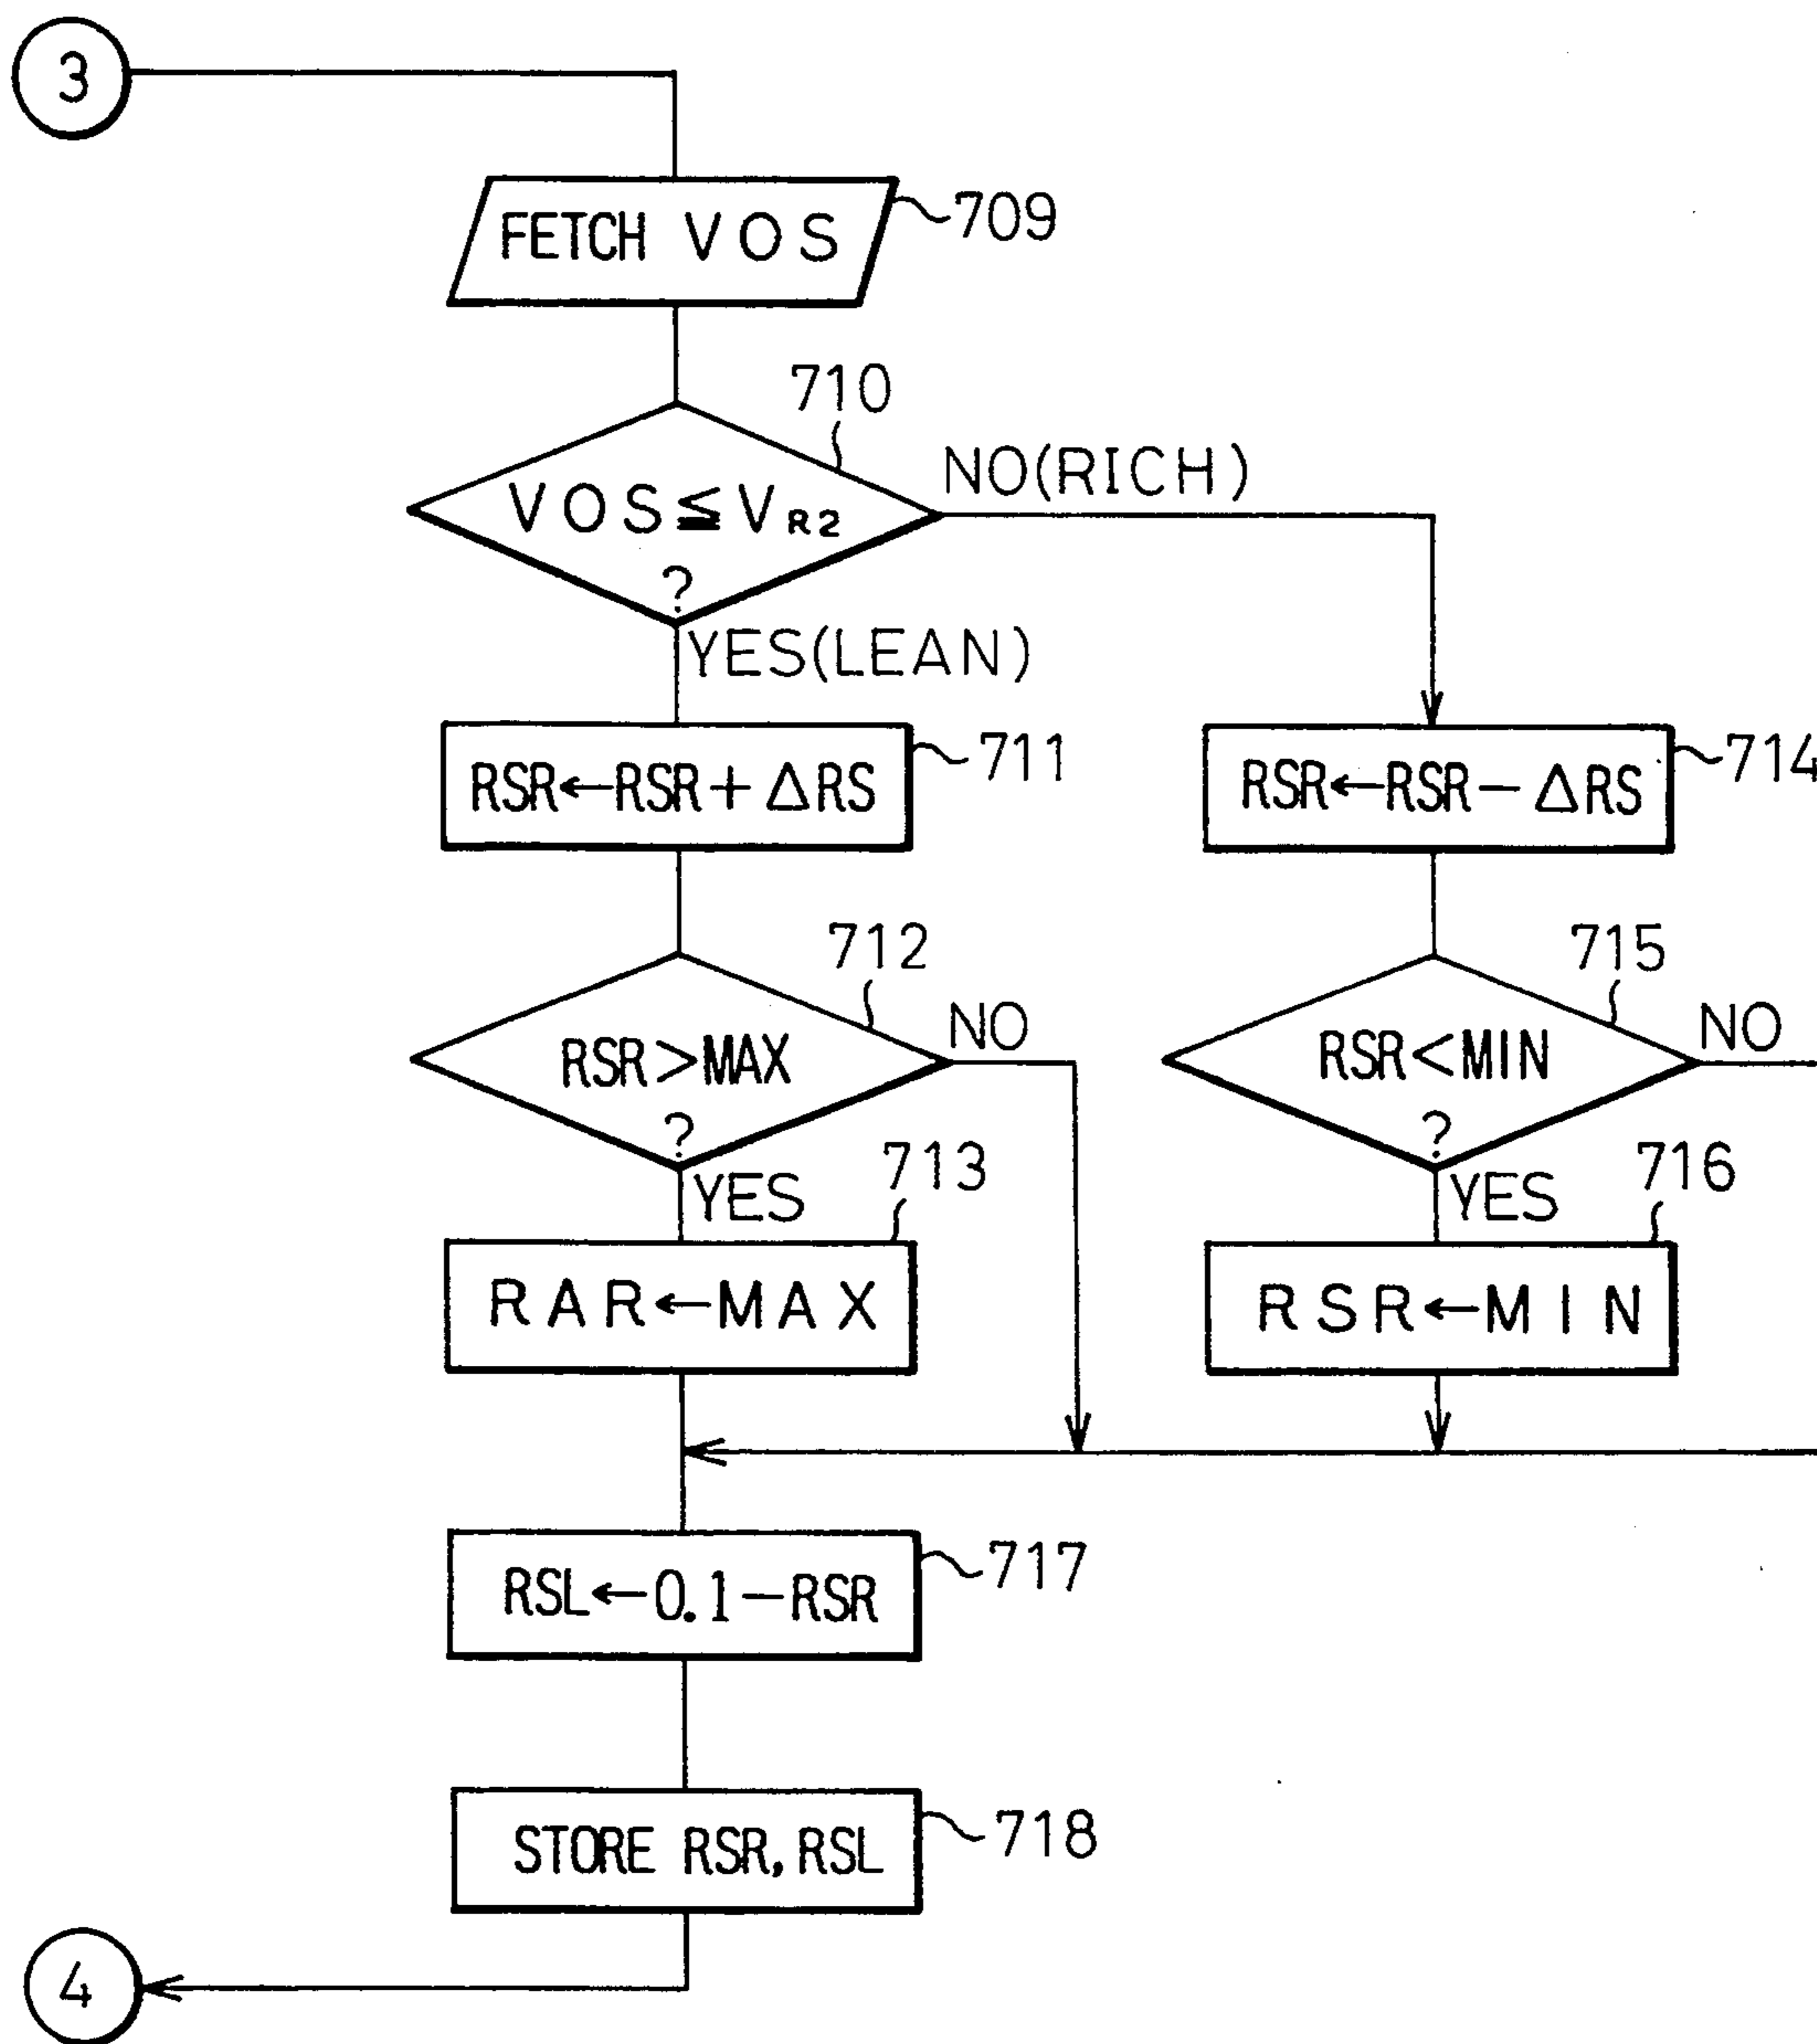 3
FETCH VOS
709
710
VOS≦VR2
?
NO(RICH)
YES(LEAN)
RSR←RSR+ΔRS
711
RSR←RSR−ΔRS
714
712
RSR>MAX
?
NO
YES
715
RSR<MIN
?
NO
YES
713
RAR←MAX
716
RSR←MIN
RSL←0.1−RSR
717
STORE RSR, RSL
718
4